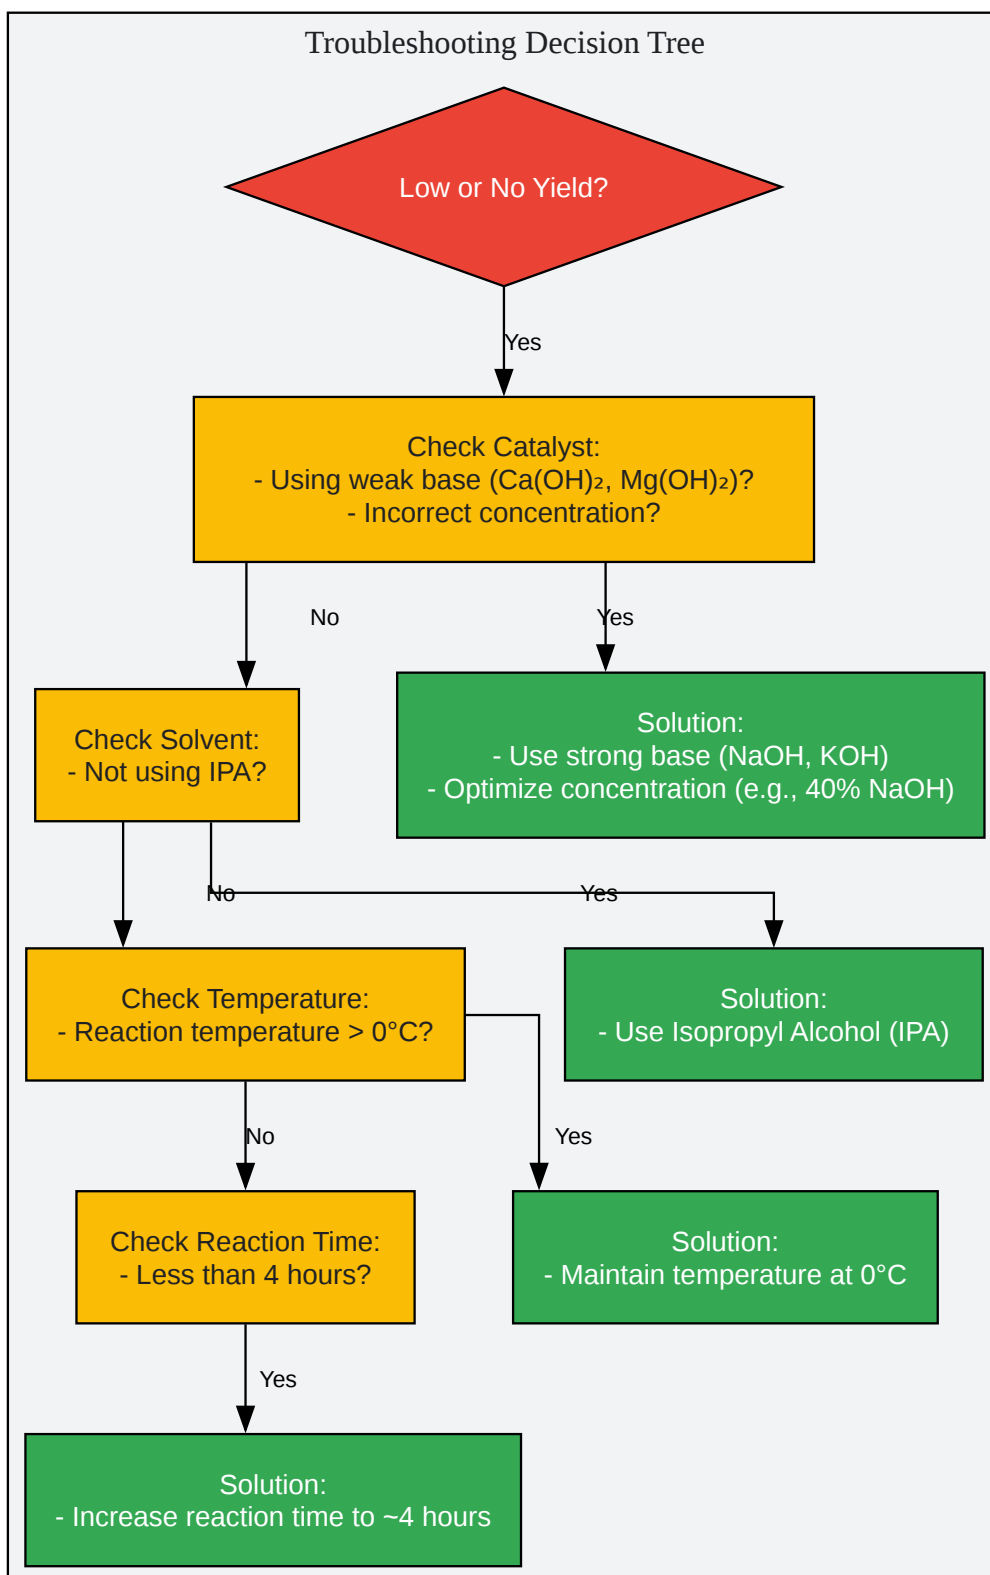 Troubleshooting Decision Tree
Low or No Yield?
Yes
Check Catalyst:
- Using weak base (Ca(OH)₂, Mg(OH)₂)?
- Incorrect concentration?
No
Yes
Check Solvent:
- Not using IPA?
Solution:
- Use strong base (NaOH, KOH)
- Optimize concentration (e.g., 40% NaOH)
No
Yes
Check Temperature:
- Reaction temperature > 0°C?
Solution:
- Use Isopropyl Alcohol (IPA)
No
Yes
Check Reaction Time:
- Less than 4 hours?
Solution:
- Maintain temperature at 0°C
Yes
Solution:
- Increase reaction time to ~4 hours